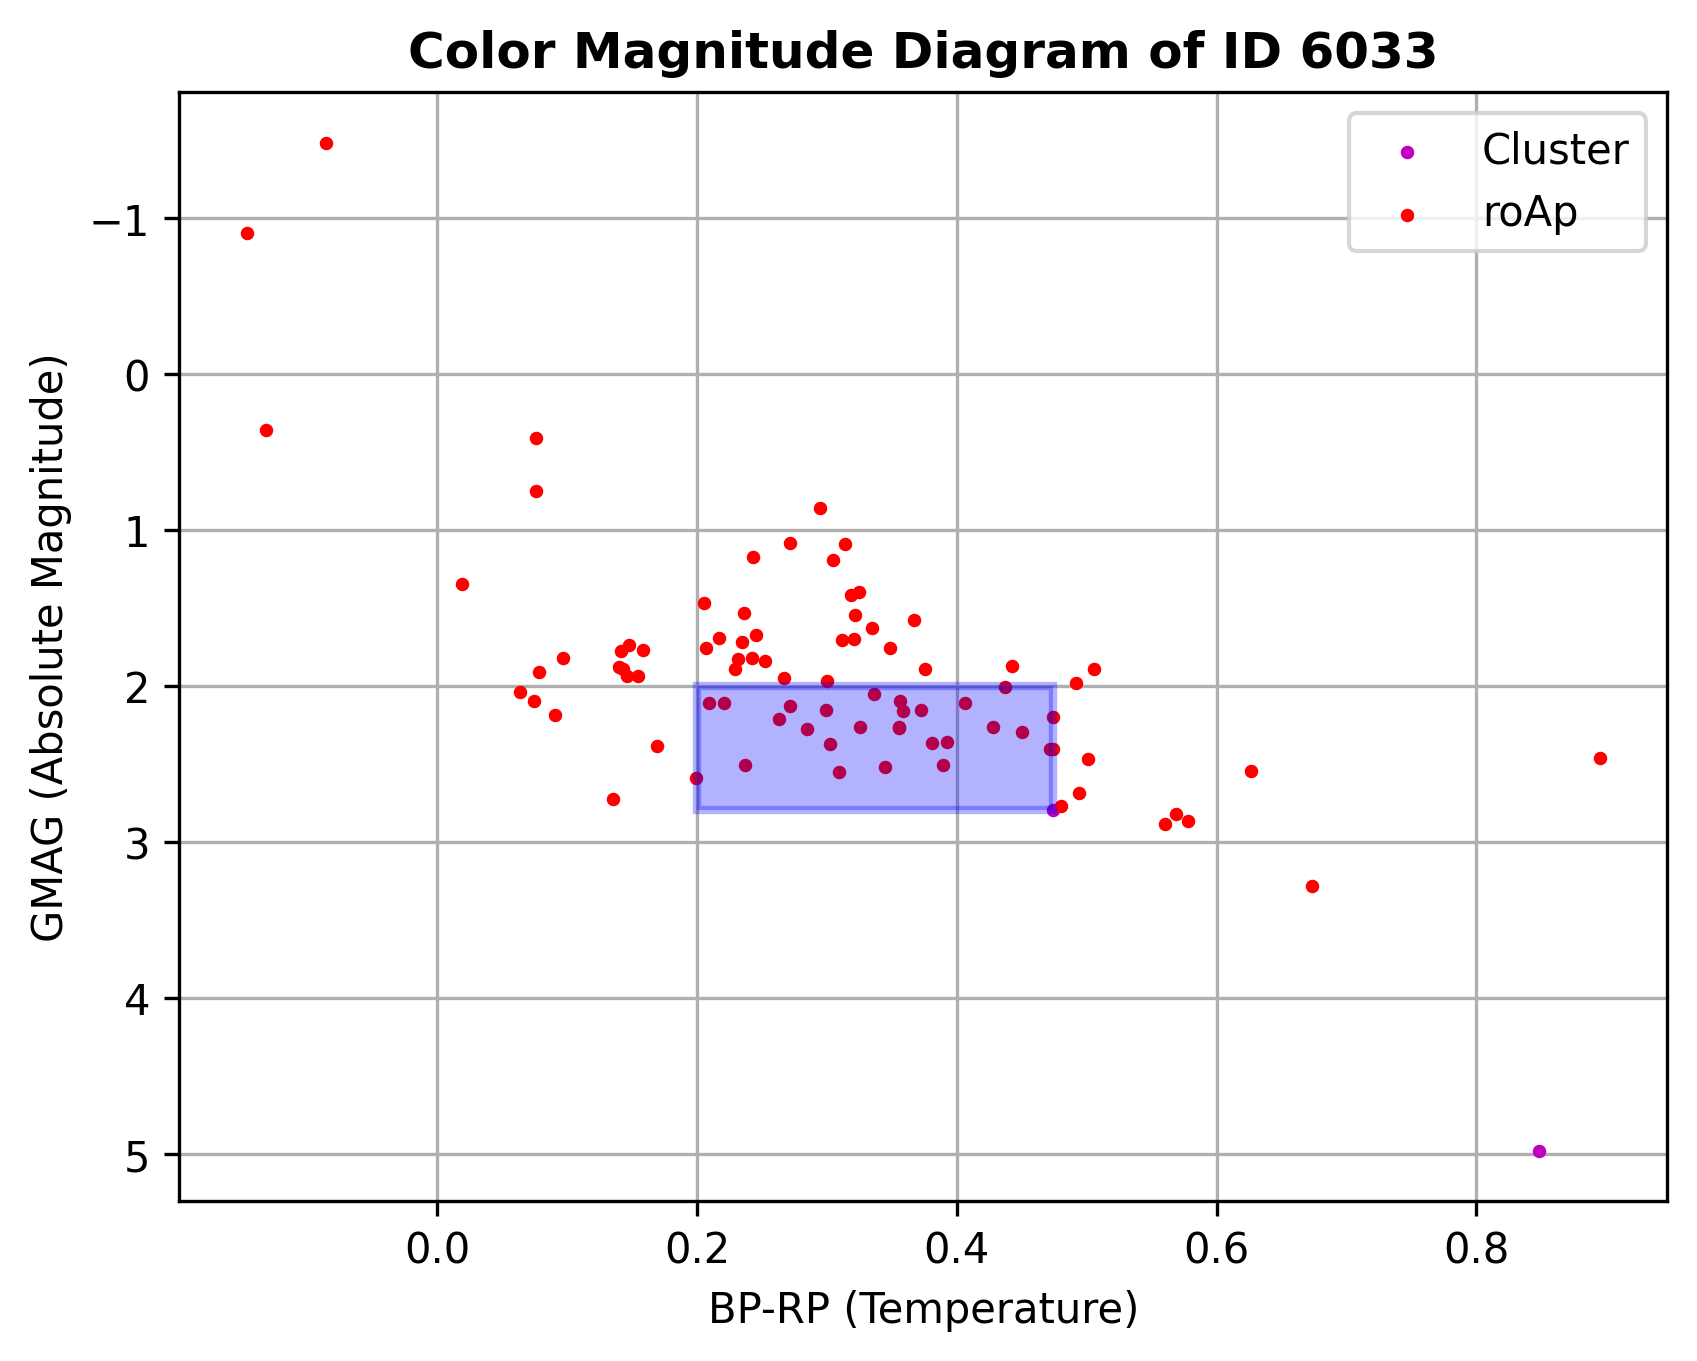 Color Magnitude Diagram of ID 6033
Cluster
roAp
−1
0
1
2
3
4
5
GMAG (Absolute Magnitude)
0.0 0.2 0.4 0.6 0.8
BP-RP (Temperature)